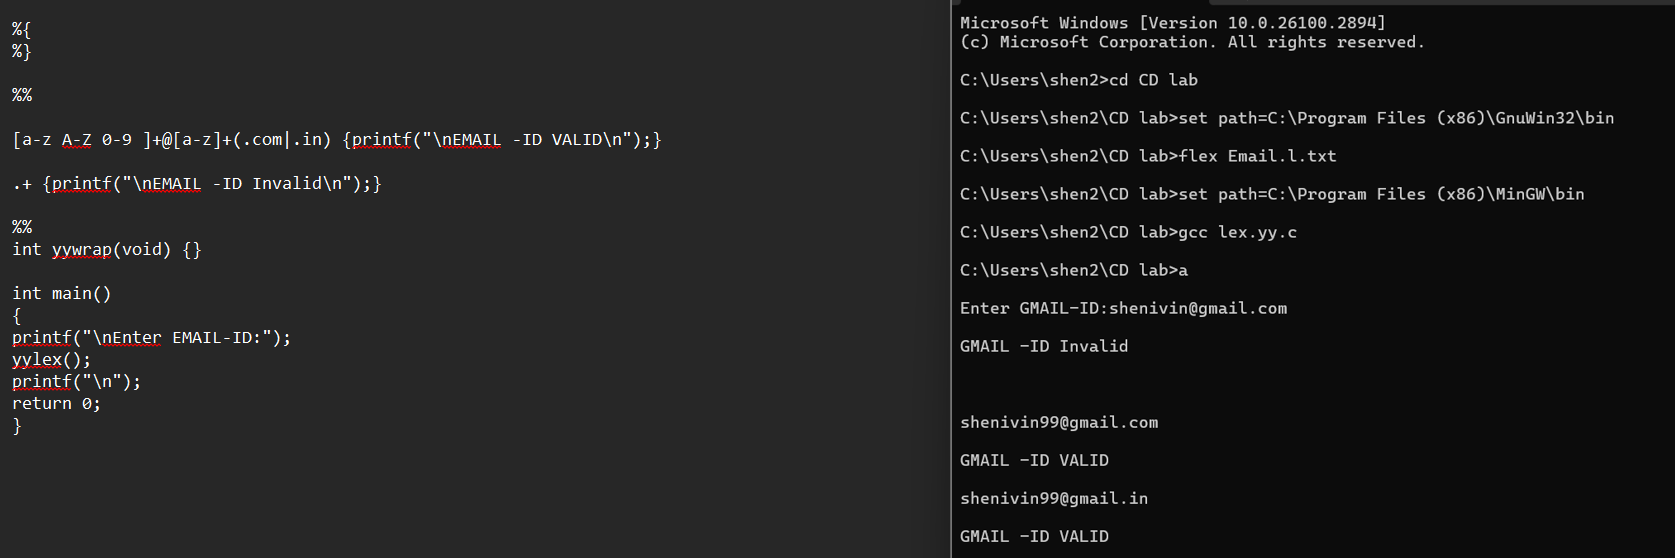 %{
%}
%%
[a-z A-Z 0-9 ]+@[a-z]+(.com|.in) {printf("\nEMAIL -ID VALID\n");}
.+ {printf("\nEMAIL -ID Invalid\n");}
%%
int yywrap(void) {}
int main()
{
printf("\nEnter EMAIL-ID:");
yylex();
printf("\n");
return 0;
}
Microsoft Windows [Version 10.0.26100.2894]
(c) Microsoft Corporation. All rights reserved.
C:\Users\shen2>cd CD lab
C:\Users\shen2\CD lab>set path=C:\Program Files (x86)\GnuWin32\bin
C:\Users\shen2\CD lab>flex Email.l.txt
C:\Users\shen2\CD lab>set path=C:\Program Files (x86)\MinGW\bin
C:\Users\shen2\CD lab>gcc lex.yy.c
C:\Users\shen2\CD lab>a
Enter GMAIL-ID:shenivin@gmail.com
GMAIL -ID Invalid
shenivin99@gmail.com
GMAIL -ID VALID
shenivin99@gmail.in
GMAIL -ID VALID